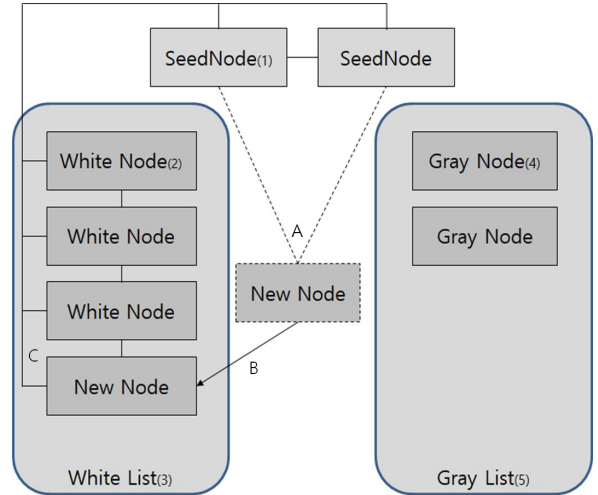 SeedNode(1)
SeedNode
White Node(2)
Gray Node(4)
White Node
Gray Node
A
White Node
New Node
C
B
New Node
White List(3)
Gray List(5)